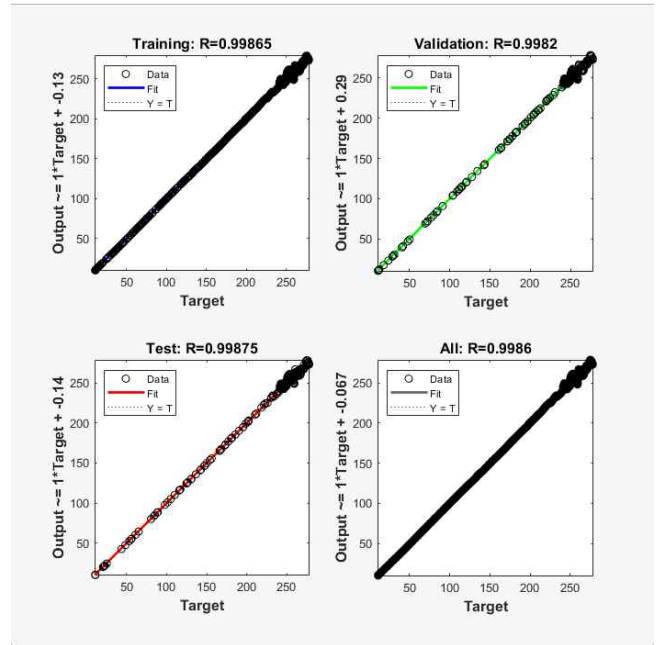 Training: R=0.99865
Output ~= 1*Target + -0.13
Data
Fit
Y = T
250
200
150
100
50
50 100 150 200 250
Target
Validation: R=0.9982
Output ~= 1*Target + 0.29
Data
Fit
Y = T
250
200
150
100
50
50 100 150 200 250
Target
Test: R=0.99875
Output ~= 1*Target + -0.14
Data
Fit
Y = T
250
200
150
100
50
50 100 150 200 250
Target
All: R=0.9986
Output ~= 1*Target + -0.067
Data
Fit
Y = T
250
200
150
100
50
50 100 150 200 250
Target